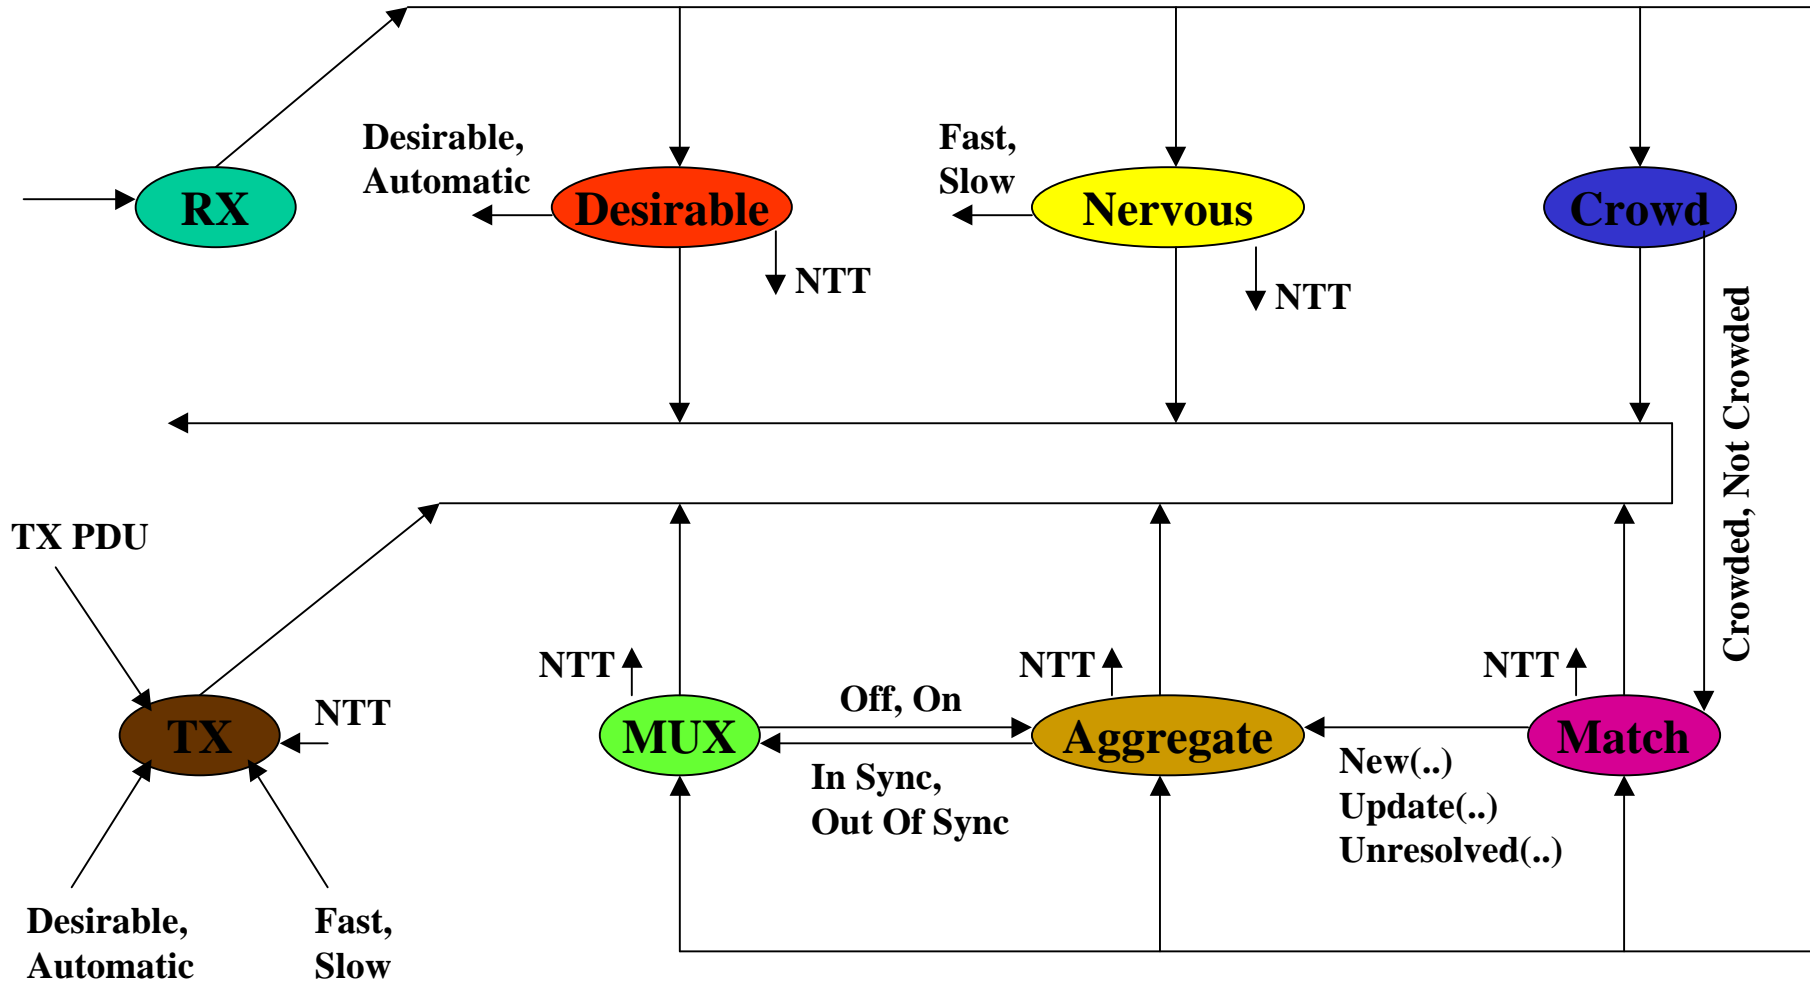 Desirable,
Automatic
Fast,
Slow
RX
Desirable
Nervous
Crowd
NTT
NTT
Crowded, Not Crowded
TX PDU
NTT
NTT
NTT
Off, On
NTT
TX
MUX
Aggregate
Match
In Sync,
Out Of Sync
New(..)
Update(..)
Unresolved(..)
Desirable,
Automatic
Fast,
Slow